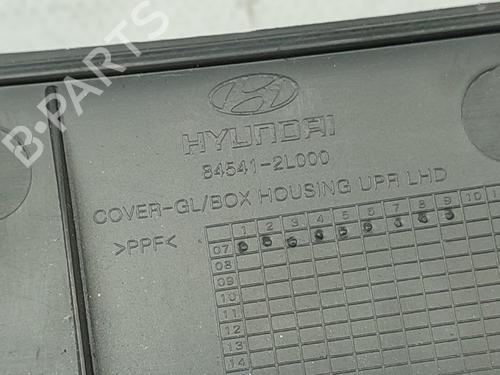 B-PARTS
HYUNDAI
84541-2L000
COVER-GL/BOX HOUSING UPR LHD
>PPF<
1 2 3 4 5 6 7 8 9 10
07
08
09
10
11
12
13
14